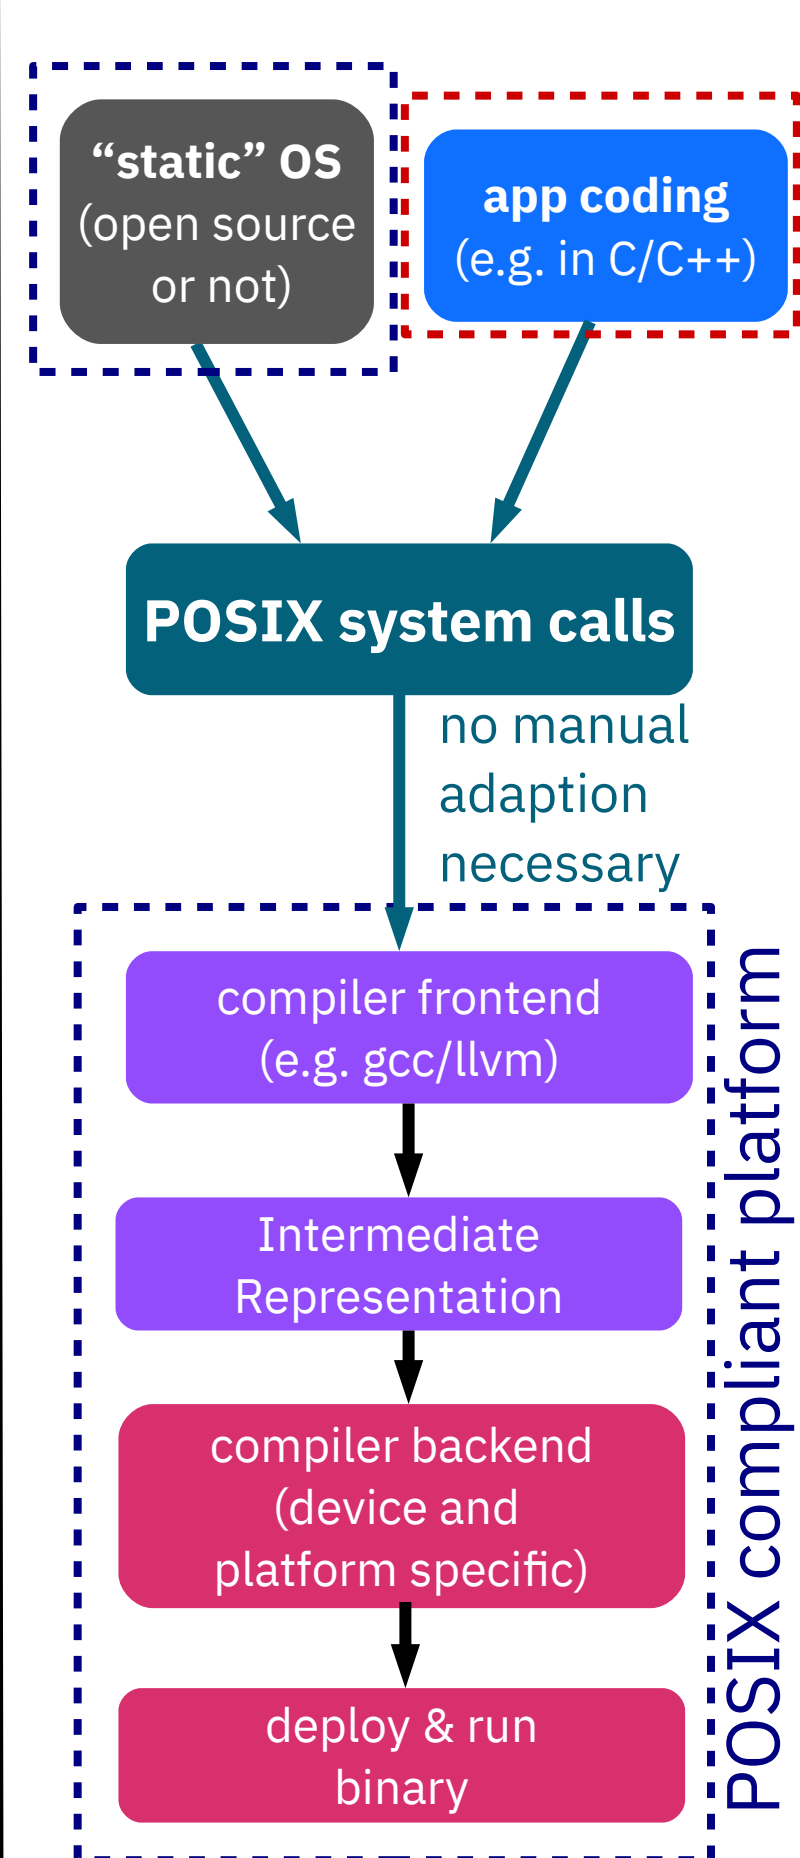 “static” OS
(open source
or not)
app coding
(e.g. in C/C++)
POSIX system calls
no manual
adaption
necessary
compiler frontend
(e.g. gcc/llvm)
Intermediate
Representation
compiler backend
(device and
platform specific)
deploy & run
binary
POSIX compliant platform